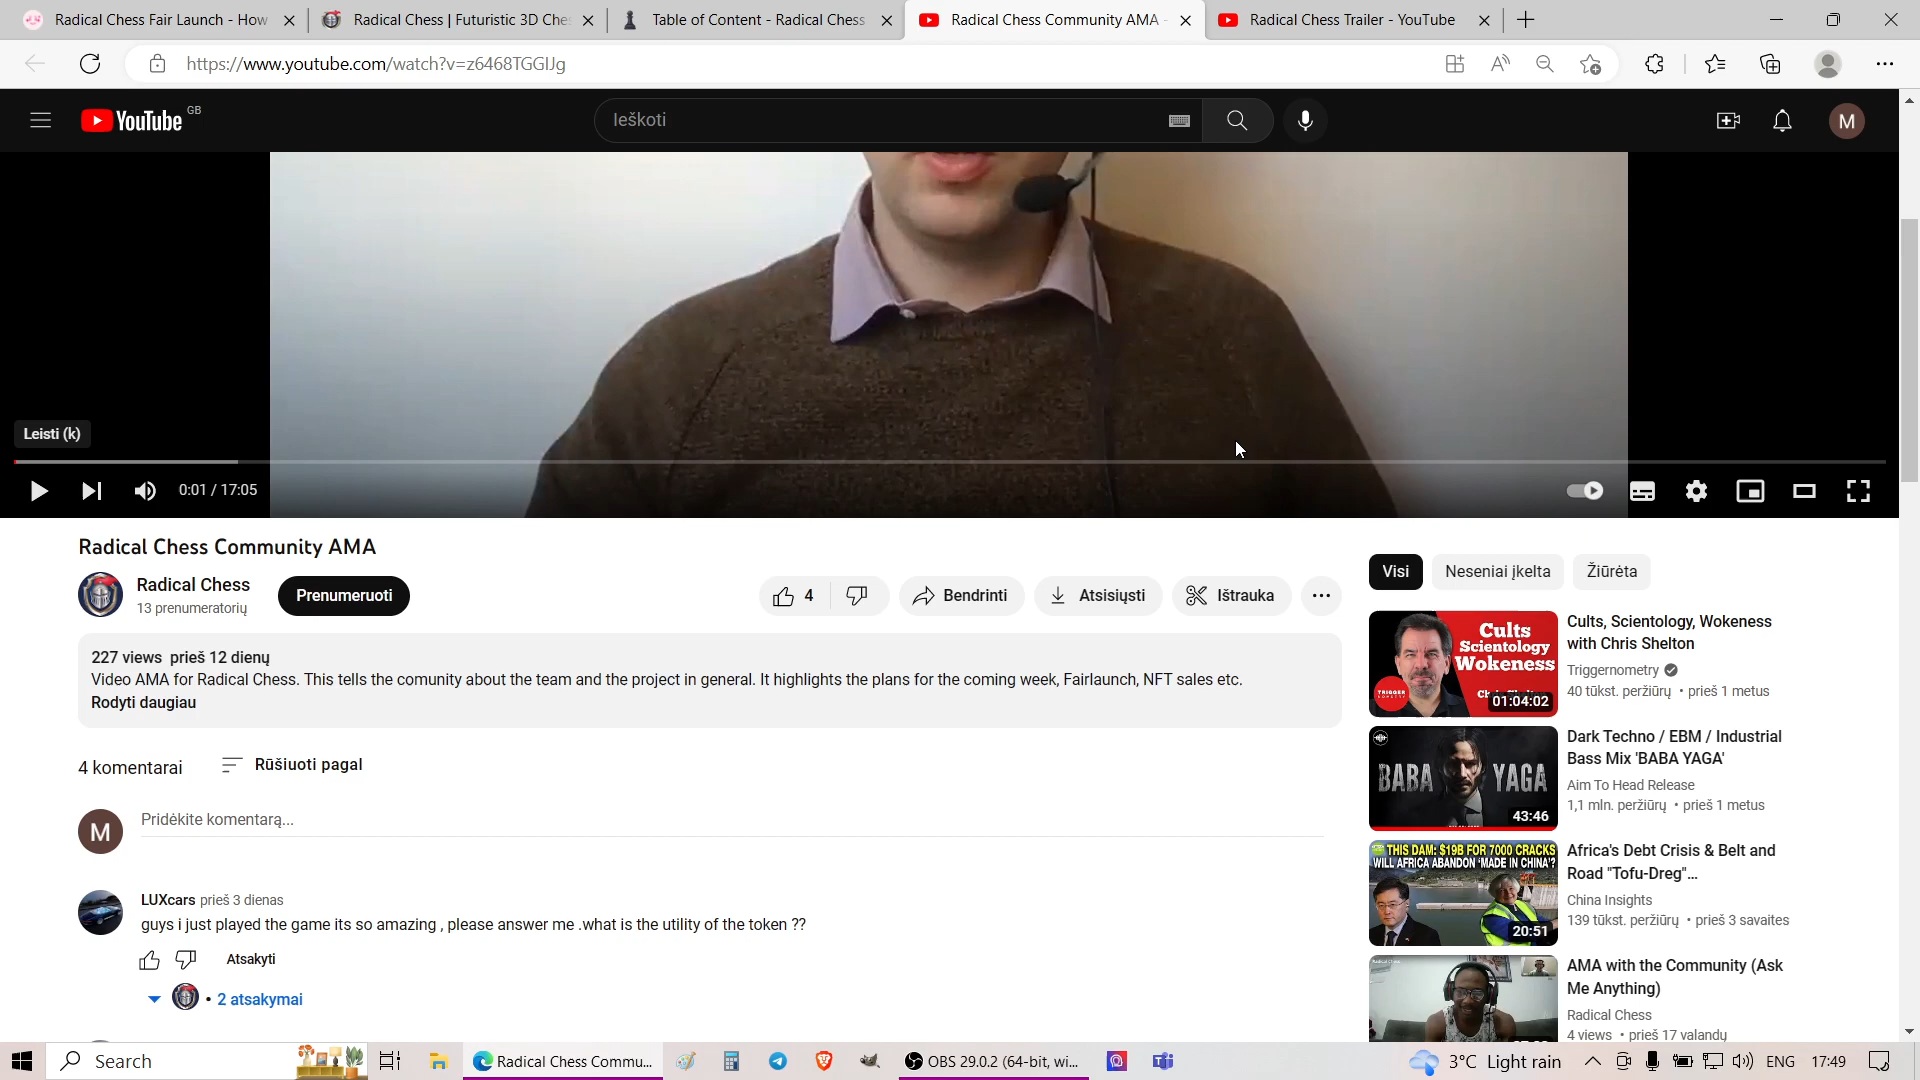 Radical Chess Fair Launch - How
Radical Chess | Futuristic 3D Che
Table of Content - Radical Chess
Radical Chess Community AMA -
Radical Chess Trailer - YouTube
https://www.youtube.com/watch?v=z6468TGGIJg
YouTube GB
Ieškoti
M
Leisti (k)
0:01 / 17:05
Radical Chess Community AMA
Radical Chess
13 prenumeratorių
Prenumeruoti
4
Bendrinti
Atsisiųsti
Ištrauka
227 views prieš 12 dienų
Video AMA for Radical Chess. This tells the comunity about the team and the project in general. It highlights the plans for the coming week, Fairlaunch, NFT sales etc.
Rodyti daugiau
4 komentarai
Rūšiuoti pagal
M
Pridėkite komentarą...
LUXcars prieš 3 dienas
guys i just played the game its so amazing , please answer me .what is the utility of the token ??
Atsakyti
• 2 atsakymai
Visi
Neseniai įkelta
Žiūrėta
Cults
Scientology
Wokeness
TRIGGER
01:04:02
Cults, Scientology, Wokeness
with Chris Shelton
Triggernometry
40 tūkst. peržiūrų • prieš 1 metus
BABA YAGA
43:46
Dark Techno / EBM / Industrial
Bass Mix 'BABA YAGA'
Aim To Head Release
1,1 mln. peržiūrų • prieš 1 metus
THIS DAM: $19B FOR 7000 CRACKS
WILL AFRICA ABANDON 'MADE IN CHINA'?
20:51
Africa's Debt Crisis & Belt and
Road "Tofu-Dreg"...
China Insights
139 tūkst. peržiūrų • prieš 3 savaites
AMA with the Community (Ask
Me Anything)
Radical Chess
4 views • prieš 17 valandų
Search
Radical Chess Commu...
OBS 29.0.2 (64-bit, wi...
3°C Light rain
ENG
17:49